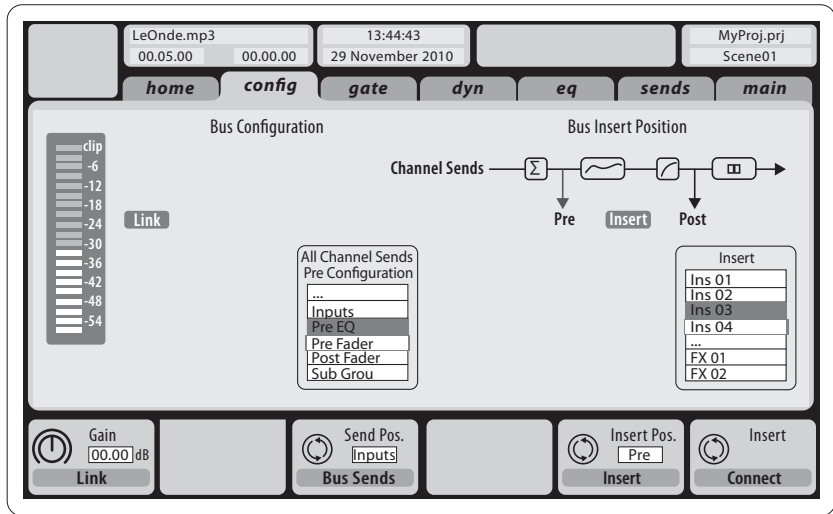 LeOnde.mp3
00.05.00 00.00.00
13:44:43
29 November 2010
MyProj.prj
Scene01
home config gate dyn eq sends main
Bus Configuration
Bus Insert Position
clip
-6
-12
-18
-24
-30
-36
-42
-48
-54
Link
Channel Sends
Σ
Pre Insert Post
All Channel Sends
Pre Configuration
...
Inputs
Pre EQ
Pre Fader
Post Fader
Sub Grou
Insert
Ins 01
Ins 02
Ins 03
Ins 04
...
FX 01
FX 02
Gain
00.00 dB
Link
Send Pos.
Inputs
Bus Sends
Insert Pos.
Pre
Insert
Insert
Connect